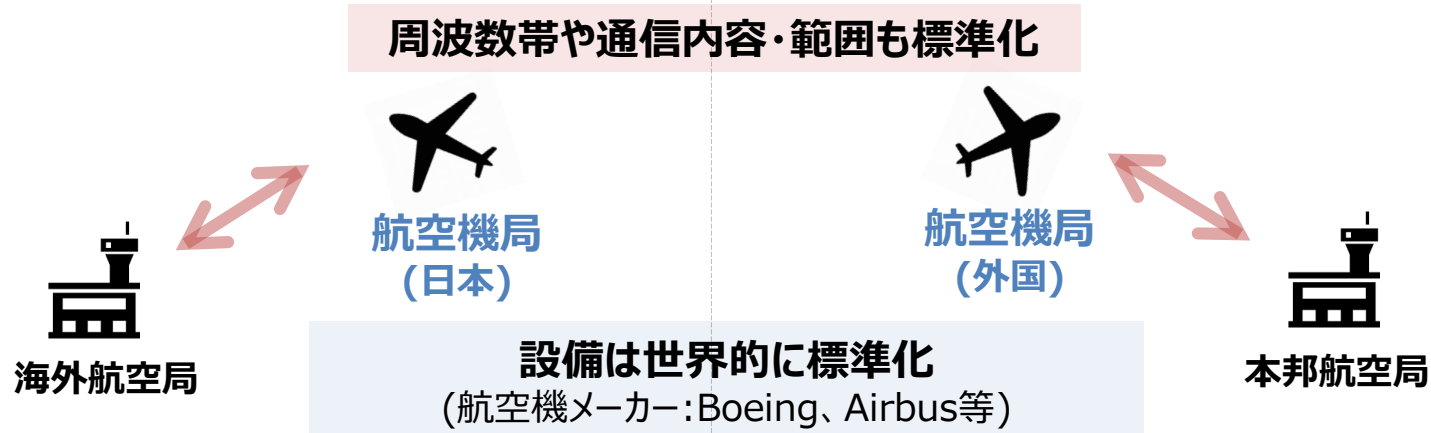 周波数帯や通信内容・範囲も標準化
航空機局
(日本)
航空機局
(外国)
海外航空局
本邦航空局
設備は世界的に標準化
(航空機メーカー:Boeing、Airbus等)